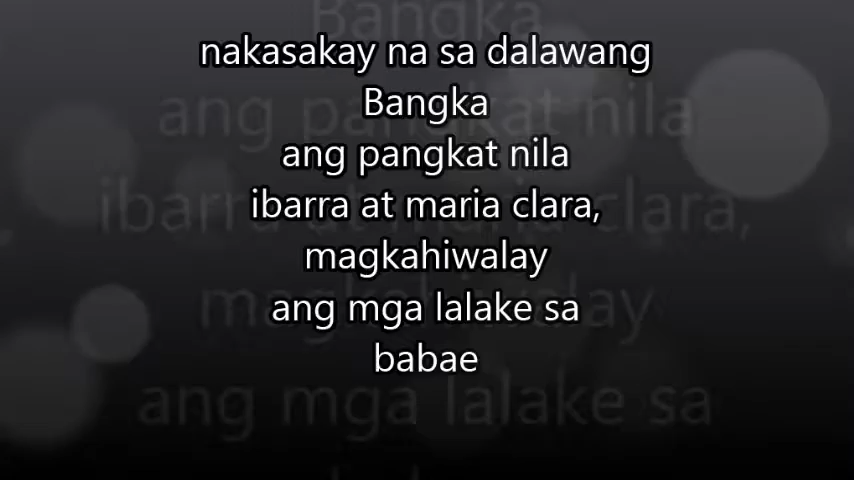 nakasakay na sa dalawang
Bangka
ang pangkat nila
ibarra at maria clara,
magkahiwalay
ang mga lalake sa
babae